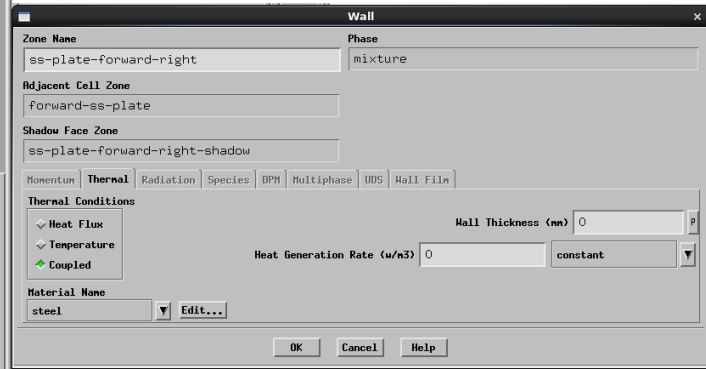 Wall
Zone Name
Phase
ss-plate-forward-right
mixture
Adjacent Cell Zone
forward-ss-plate
Shadow Face Zone
ss-plate-forward-right-shadow
Momentum Thermal Radiation Species DPM Multiphase UDS Wall Film
Thermal Conditions
Heat Flux
Wall Thickness (mm) 0 P
Temperature
Heat Generation Rate (w/m3) 0 constant
Coupled
Material Name
steel Edit...
OK Cancel Help